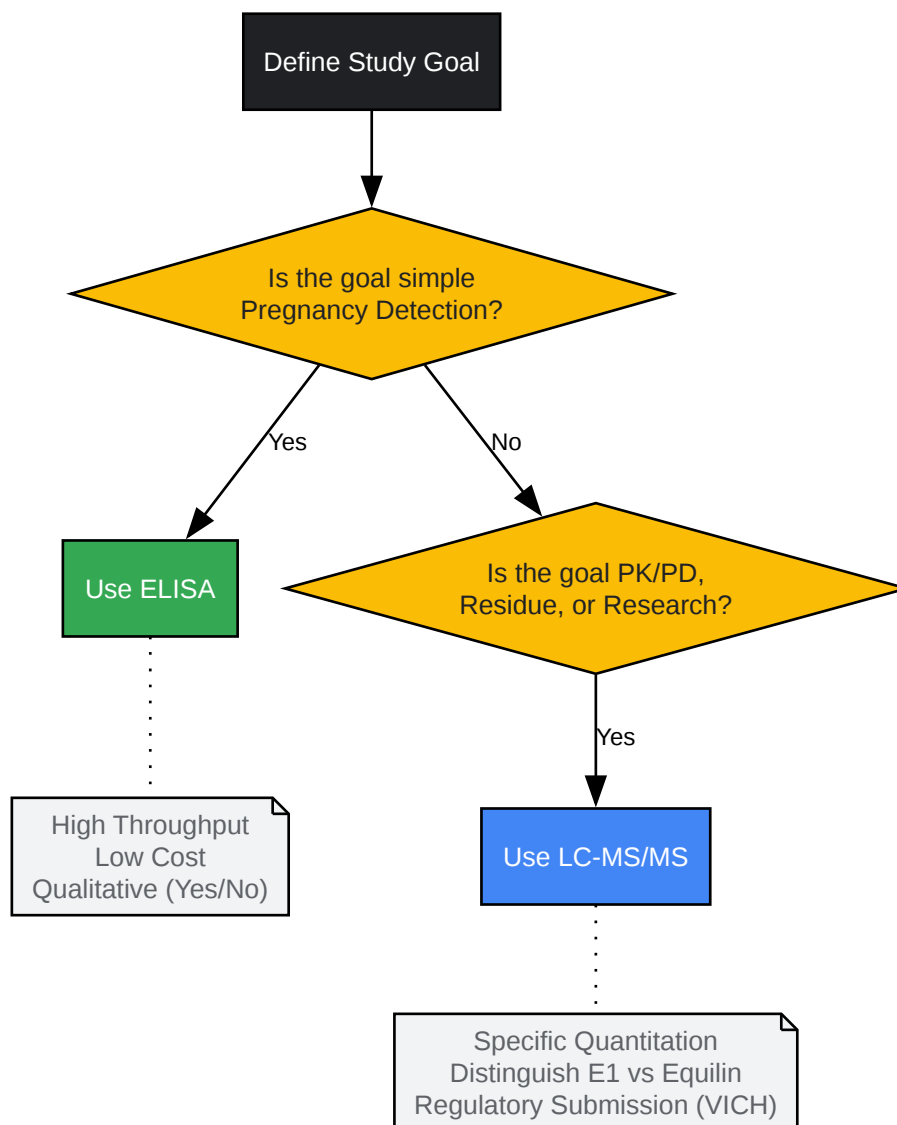 Define Study Goal
Is the goal simple
Pregnancy Detection?
Yes
No
Use ELISA
Is the goal PK/PD,
Residue, or Research?
Yes
High Throughput
Low Cost
Qualitative (Yes/No)
Use LC-MS/MS
Specific Quantitation
Distinguish E1 vs Equilin
Regulatory Submission (VICH)